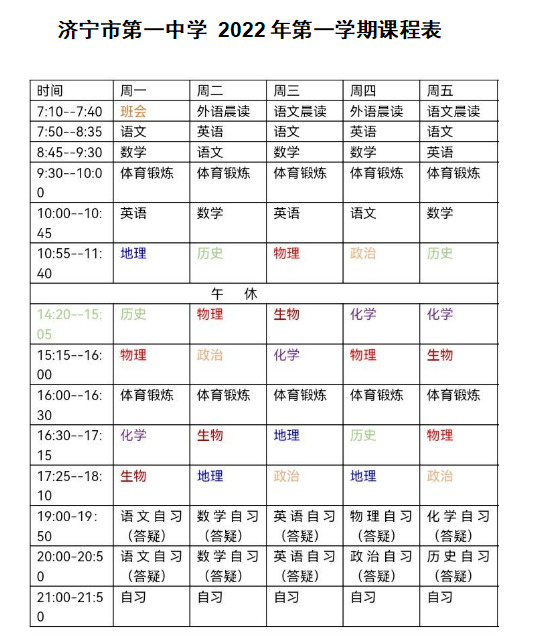 济宁市第一中学 2022年第一学期课程表
时间 周一 周二 周三 周四 周五
7:10--7:40 班会 外语晨读 语文晨读 外语晨读 语文晨读
7:50--8:35 语文 英语 语文 英语 语文
8:45--9:30 数学 语文 数学 数学 英语
9:30--10:0 体育锻炼 体育锻炼 体育锻炼 体育锻炼 体育锻炼
0
10:00--10: 英语 数学 英语 语文 数学
45
10:55--11: 地理 历史 物理 政治 历史
40
午 休
14:20--15: 历史 物理 生物 化学 化学
05
15:15--16: 物理 政治 化学 物理 生物
00
16:00--16: 体育锻炼 体育锻炼 体育锻炼 体育锻炼 体育锻炼
30
16:30--17: 化学 生物 地理 历史 物理
15
17:25--18: 生物 地理 政治 地理 政治
10
19:00-19: 语文自习 数学自习 英语自习 物理自习 化学自习
50 （答疑） （答疑） （答疑） （答疑） （答疑）
20:00-20:5 语文自习 数学自习 英语自习 政治自习 历史自习
0 （答疑） （答疑） （答疑） （答疑） （答疑）
21:00-21:5 自习 自习 自习 自习 自习
0